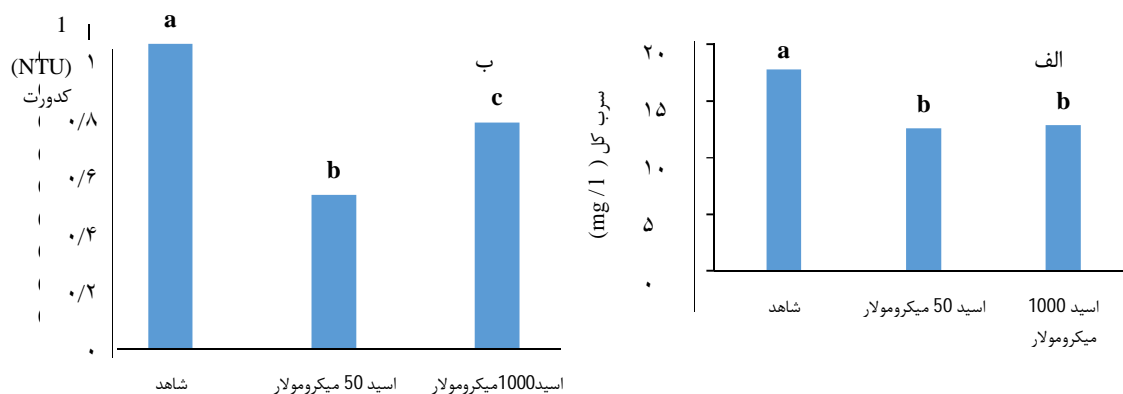 الف
سرب کل ( mg / l)
۲۰
۱۵
۱۰
۵
۰
a
b
b
شاهد
اسید 50 میکرومولار
اسید 1000
میکرومولار
ب
1
(NTU)
کدورت
۱
۰/۸
۰/۶
۰/۴
۰/۲
۰
a
b
c
شاهد
اسید 50 میکرومولار
اسید1000میکرومولار